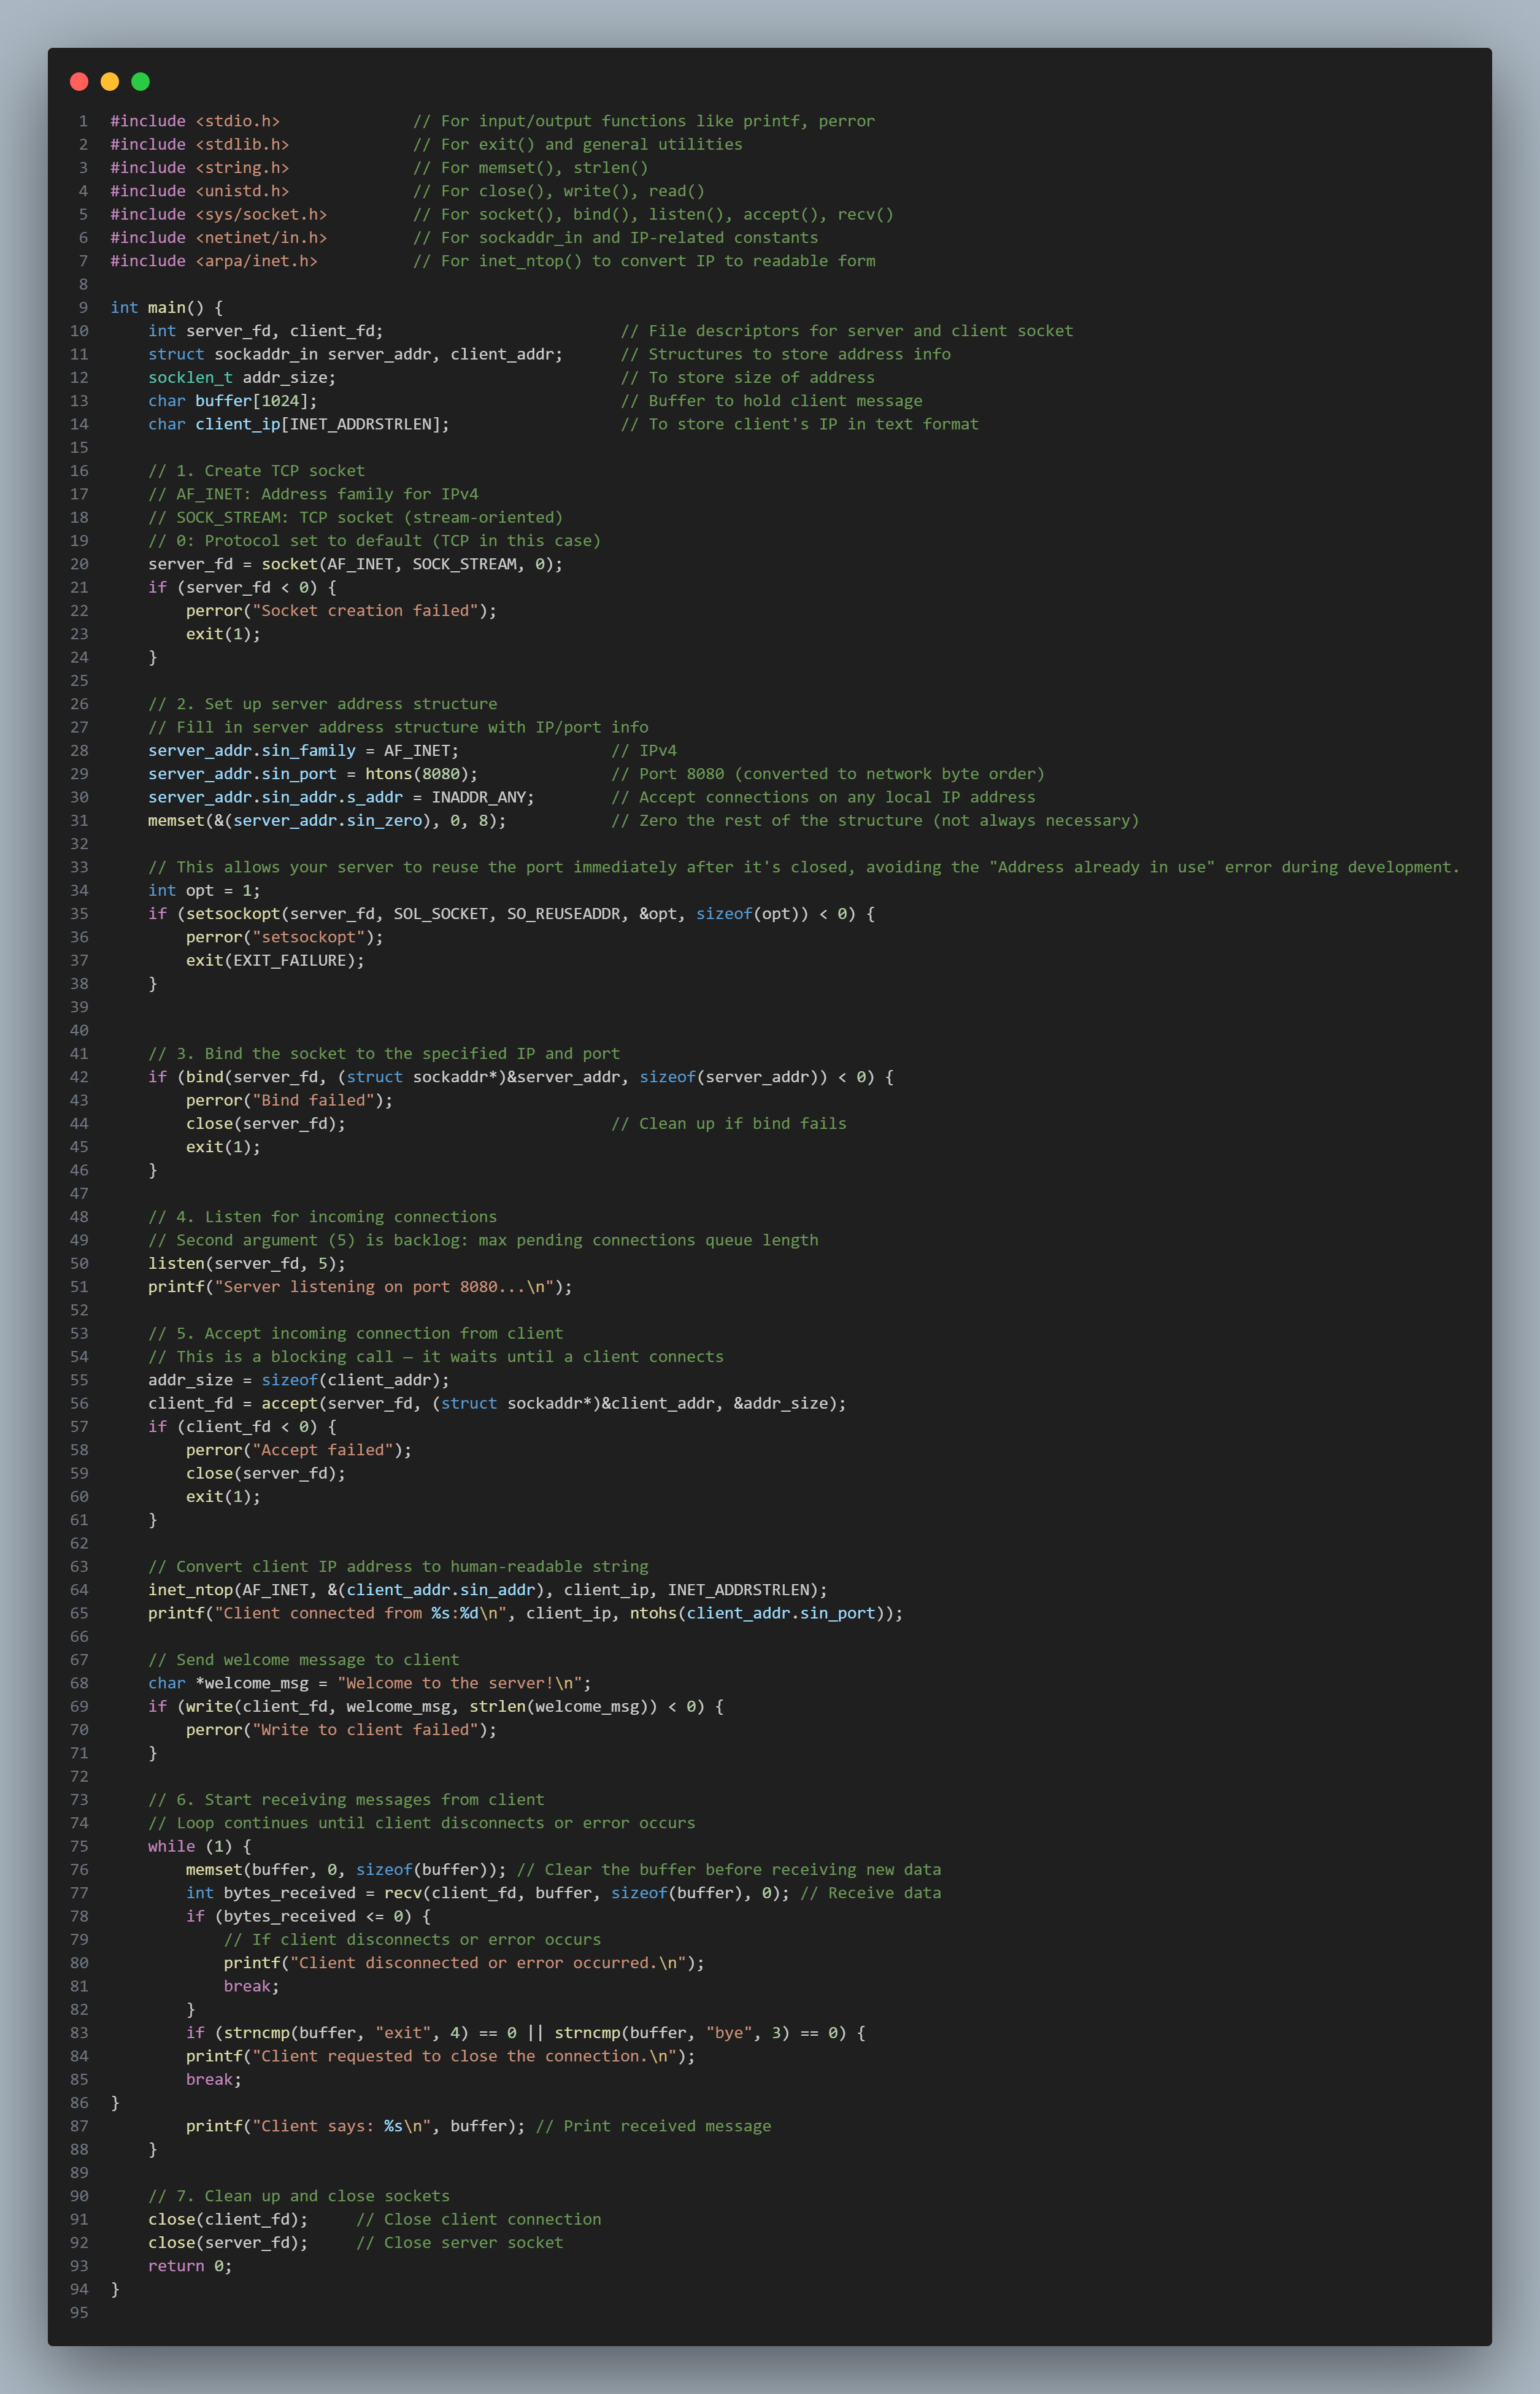 1 #include <stdio.h>              // For input/output functions like printf, perror
2 #include <stdlib.h>             // For exit() and general utilities
3 #include <string.h>             // For memset(), strlen()
4 #include <unistd.h>             // For close(), write(), read()
5 #include <sys/socket.h>         // For socket(), bind(), listen(), accept(), recv()
6 #include <netinet/in.h>         // For sockaddr_in and IP-related constants
7 #include <arpa/inet.h>          // For inet_ntop() to convert IP to readable form
8
9 int main() {
10     int server_fd, client_fd;                         // File descriptors for server and client socket
11     struct sockaddr_in server_addr, client_addr;      // Structures to store address info
12     socklen_t addr_size;                              // To store size of address
13     char buffer[1024];                                // Buffer to hold client message
14     char client_ip[INET_ADDRSTRLEN];                  // To store client's IP in text format
15
16     // 1. Create TCP socket
17     // AF_INET: Address family for IPv4
18     // SOCK_STREAM: TCP socket (stream-oriented)
19     // 0: Protocol set to default (TCP in this case)
20     server_fd = socket(AF_INET, SOCK_STREAM, 0);
21     if (server_fd < 0) {
22         perror("Socket creation failed");
23         exit(1);
24     }
25
26     // 2. Set up server address structure
27     // Fill in server address structure with IP/port info
28     server_addr.sin_family = AF_INET;                // IPv4
29     server_addr.sin_port = htons(8080);              // Port 8080 (converted to network byte order)
30     server_addr.sin_addr.s_addr = INADDR_ANY;        // Accept connections on any local IP address
31     memset(&(server_addr.sin_zero), 0, 8);           // Zero the rest of the structure (not always necessary)
32
33     // This allows your server to reuse the port immediately after it's closed, avoiding the "Address already in use" error during development.
34     int opt = 1;
35     if (setsockopt(server_fd, SOL_SOCKET, SO_REUSEADDR, &opt, sizeof(opt)) < 0) {
36         perror("setsockopt");
37         exit(EXIT_FAILURE);
38     }
39
40
41     // 3. Bind the socket to the specified IP and port
42     if (bind(server_fd, (struct sockaddr*)&server_addr, sizeof(server_addr)) < 0) {
43         perror("Bind failed");
44         close(server_fd);                            // Clean up if bind fails
45         exit(1);
46     }
47
48     // 4. Listen for incoming connections
49     // Second argument (5) is backlog: max pending connections queue length
50     listen(server_fd, 5);
51     printf("Server listening on port 8080...\n");
52
53     // 5. Accept incoming connection from client
54     // This is a blocking call — it waits until a client connects
55     addr_size = sizeof(client_addr);
56     client_fd = accept(server_fd, (struct sockaddr*)&client_addr, &addr_size);
57     if (client_fd < 0) {
58         perror("Accept failed");
59         close(server_fd);
60         exit(1);
61     }
62
63     // Convert client IP address to human-readable string
64     inet_ntop(AF_INET, &(client_addr.sin_addr), client_ip, INET_ADDRSTRLEN);
65     printf("Client connected from %s:%d\n", client_ip, ntohs(client_addr.sin_port));
66
67     // Send welcome message to client
68     char *welcome_msg = "Welcome to the server!\n";
69     if (write(client_fd, welcome_msg, strlen(welcome_msg)) < 0) {
70         perror("Write to client failed");
71     }
72
73     // 6. Start receiving messages from client
74     // Loop continues until client disconnects or error occurs
75     while (1) {
76         memset(buffer, 0, sizeof(buffer)); // Clear the buffer before receiving new data
77         int bytes_received = recv(client_fd, buffer, sizeof(buffer), 0); // Receive data
78         if (bytes_received <= 0) {
79             // If client disconnects or error occurs
80             printf("Client disconnected or error occurred.\n");
81             break;
82         }
83         if (strncmp(buffer, "exit", 4) == 0 || strncmp(buffer, "bye", 3) == 0) {
84         printf("Client requested to close the connection.\n");
85         break;
86 }
87         printf("Client says: %s\n", buffer); // Print received message
88     }
89
90     // 7. Clean up and close sockets
91     close(client_fd);     // Close client connection
92     close(server_fd);     // Close server socket
93     return 0;
94 }
95